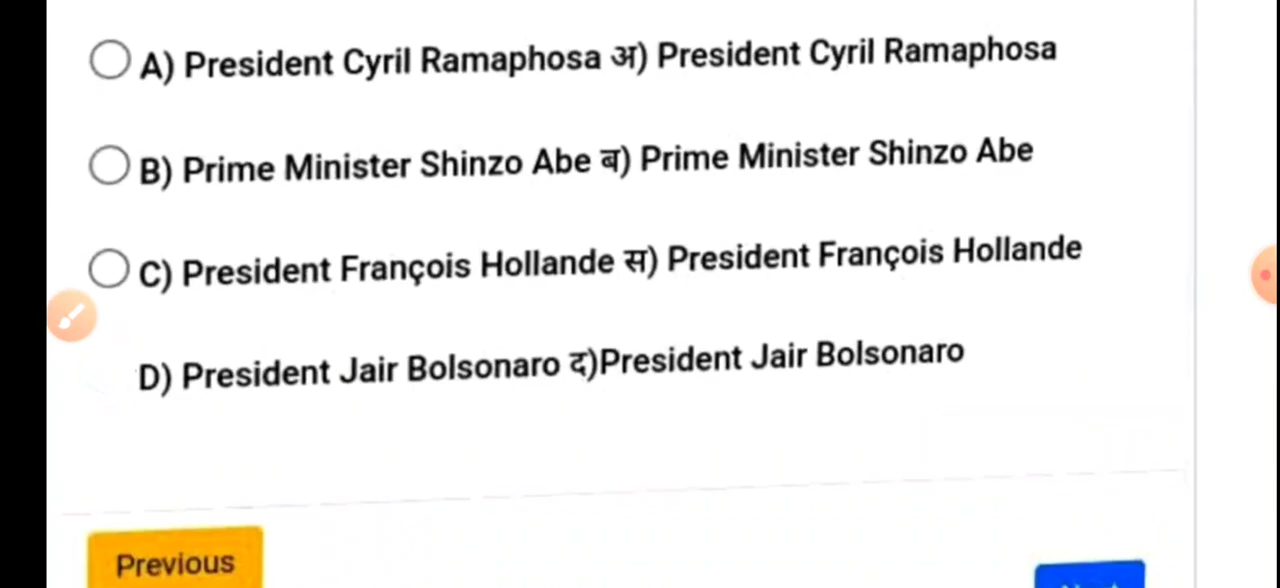 A) President Cyril Ramaphosa अ) President Cyril Ramaphosa
B) Prime Minister Shinzo Abe ब) Prime Minister Shinzo Abe
C) President François Hollande स) President François Hollande
D) President Jair Bolsonaro द)President Jair Bolsonaro
Previous